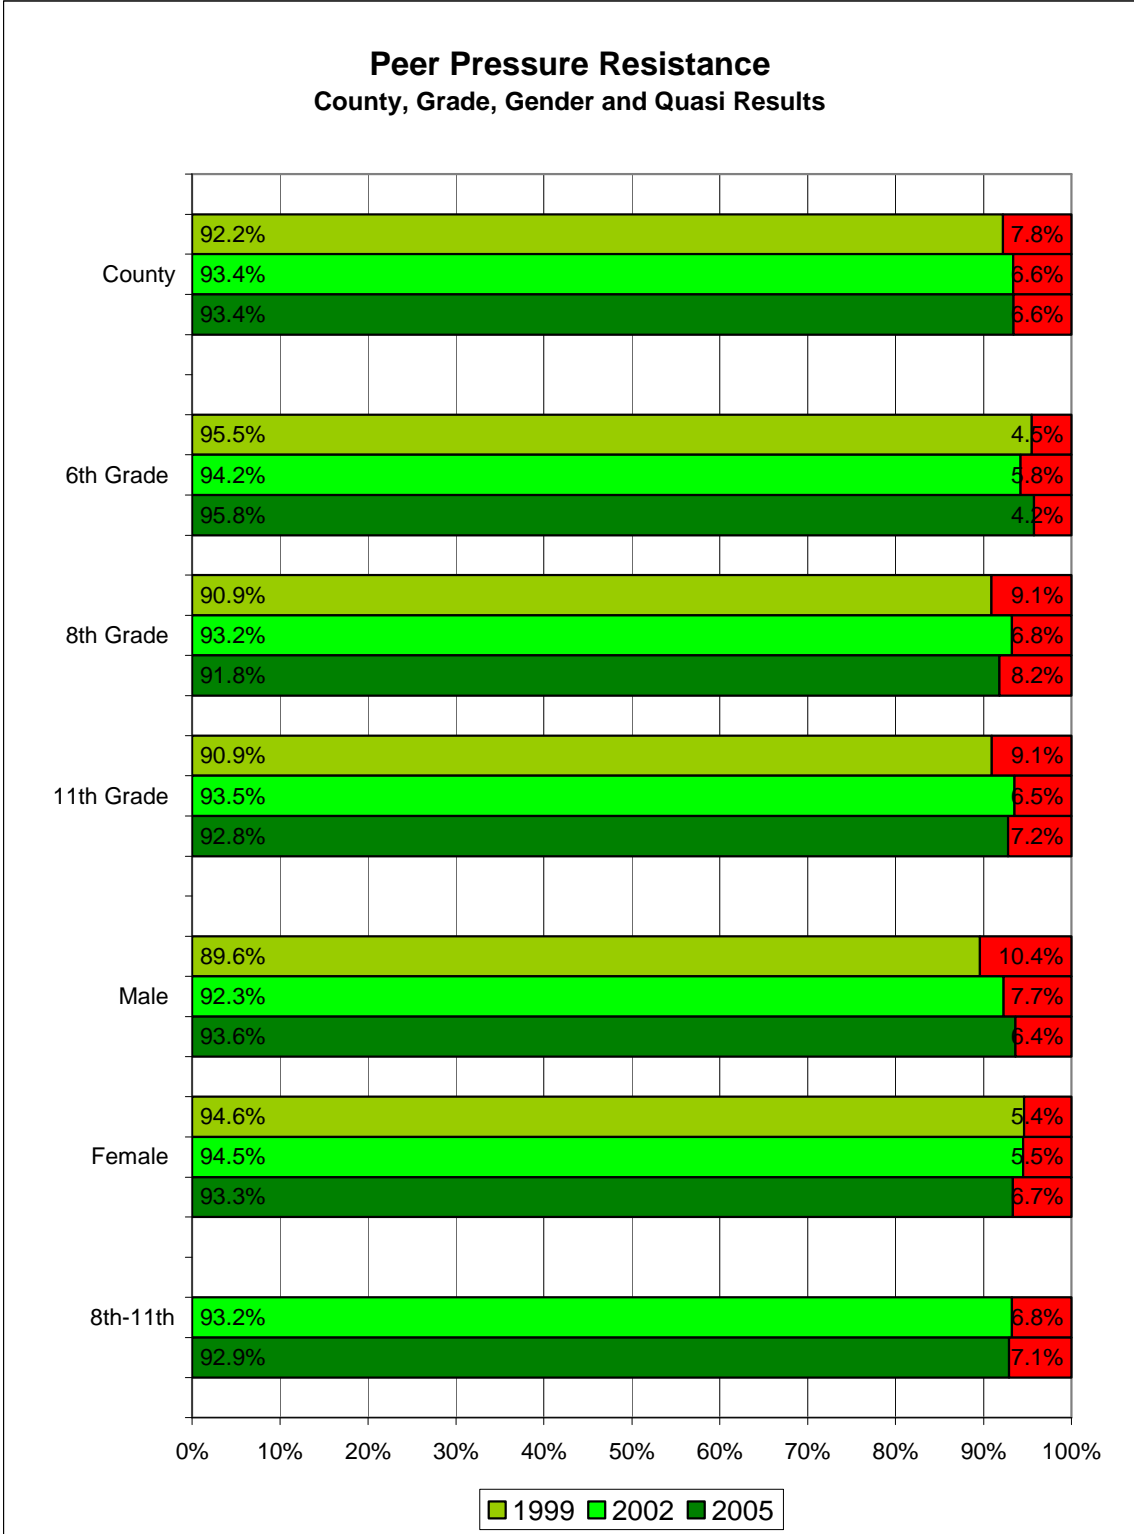 Peer Pressure Resistance
County, Grade, Gender and Quasi Results
92.2% 7.8%
County 93.4% 6.6%
93.4% 6.6%
95.5% 4.5%
6th Grade 94.2% 5.8%
95.8% 4.2%
90.9% 9.1%
8th Grade 93.2% 6.8%
91.8% 8.2%
90.9% 9.1%
11th Grade 93.5% 6.5%
92.8% 7.2%
89.6% 10.4%
Male 92.3% 7.7%
93.6% 6.4%
94.6% 5.4%
Female 94.5% 5.5%
93.3% 6.7%
8th-11th 93.2% 6.8%
92.9% 7.1%
0% 10% 20% 30% 40% 50% 60% 70% 80% 90% 100%
1999 2002 2005